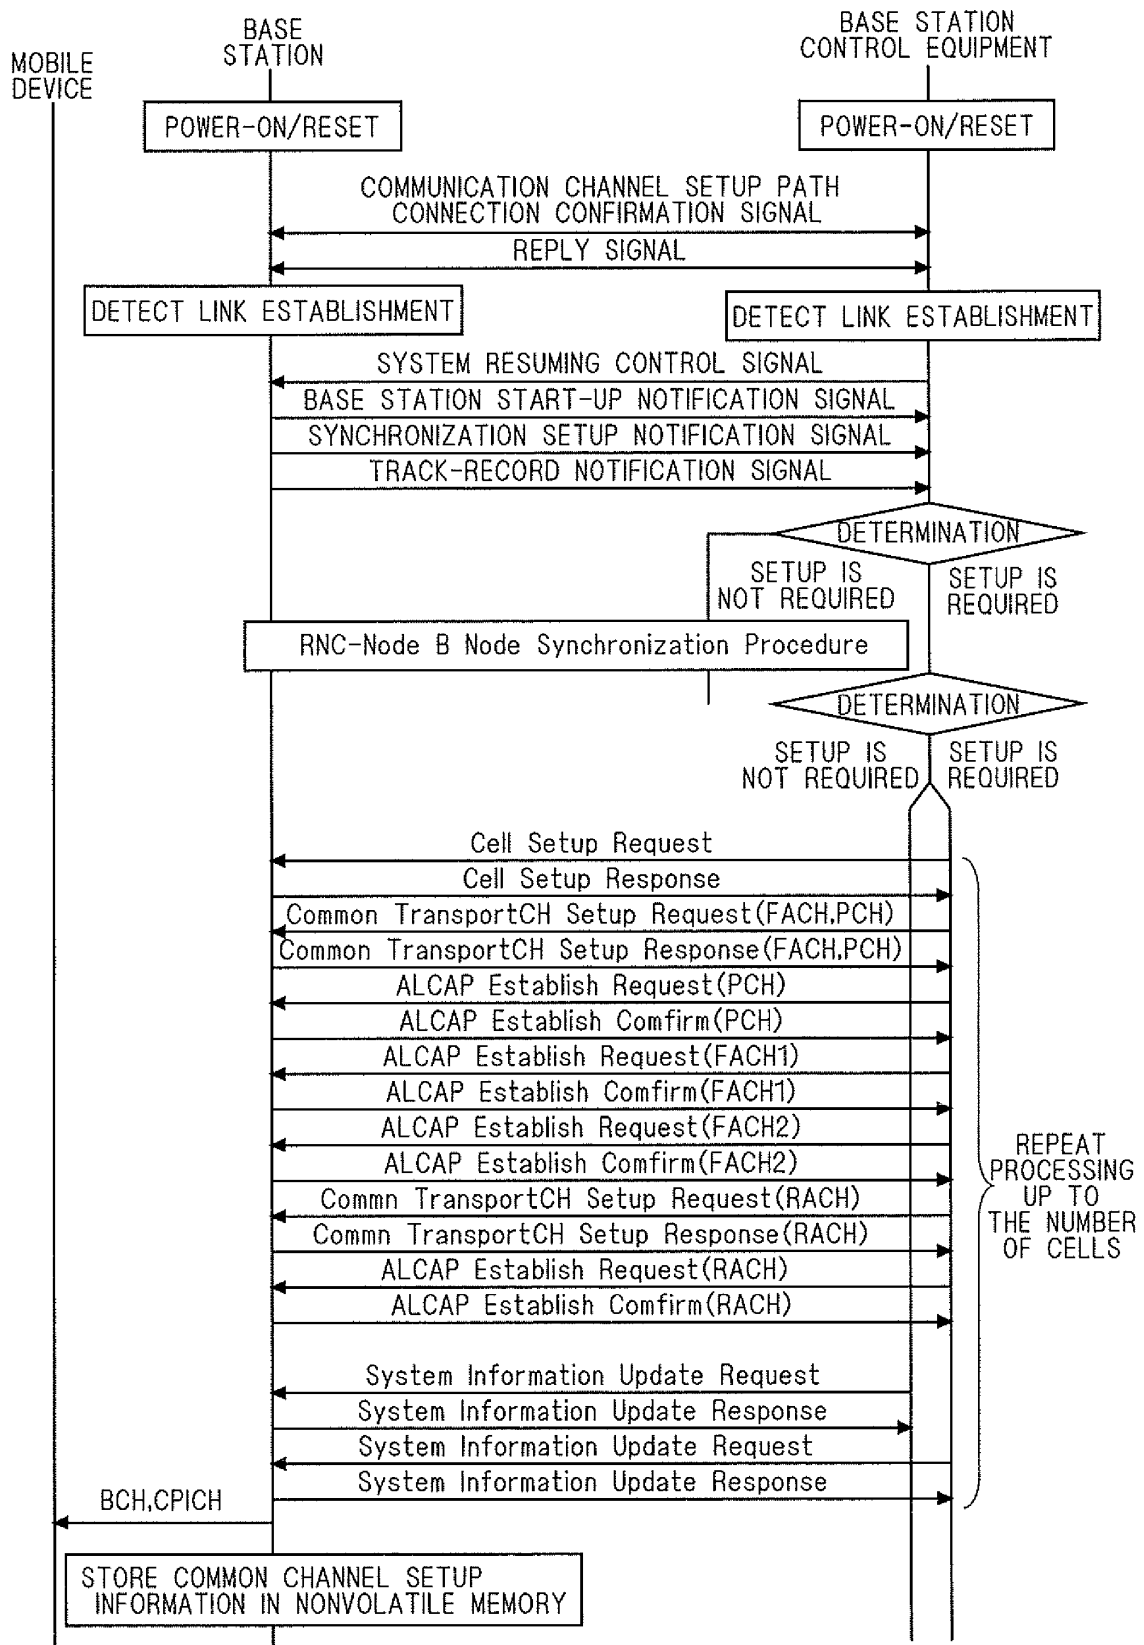 BASE
STATION
BASE STATION
CONTROL EQUIPMENT
MOBILE
DEVICE
POWER-ON/RESET
POWER-ON/RESET
COMMUNICATION CHANNEL SETUP PATH
CONNECTION CONFIRMATION SIGNAL
REPLY SIGNAL
DETECT LINK ESTABLISHMENT
DETECT LINK ESTABLISHMENT
SYSTEM RESUMING CONTROL SIGNAL
BASE STATION START-UP NOTIFICATION SIGNAL
SYNCHRONIZATION SETUP NOTIFICATION SIGNAL
TRACK-RECORD NOTIFICATION SIGNAL
DETERMINATION
SETUP IS
NOT REQUIRED
SETUP IS
REQUIRED
RNC-Node B Node Synchronization Procedure
DETERMINATION
SETUP IS
NOT REQUIRED
SETUP IS
REQUIRED
Cell Setup Request
Cell Setup Response
Common TransportCH Setup Request(FACH,PCH)
Common TransportCH Setup Response(FACH,PCH)
ALCAP Establish Request(PCH)
ALCAP Establish Comfirm(PCH)
ALCAP Establish Request(FACH1)
ALCAP Establish Comfirm(FACH1)
ALCAP Establish Request(FACH2)
ALCAP Establish Comfirm(FACH2)
Commn TransportCH Setup Request(RACH)
Commn TransportCH Setup Response(RACH)
ALCAP Establish Request(RACH)
ALCAP Establish Comfirm(RACH)
REPEAT
PROCESSING
UP TO
THE NUMBER
OF CELLS
System Information Update Request
System Information Update Response
System Information Update Request
System Information Update Response
BCH,CPICH
STORE COMMON CHANNEL SETUP
INFORMATION IN NONVOLATILE MEMORY